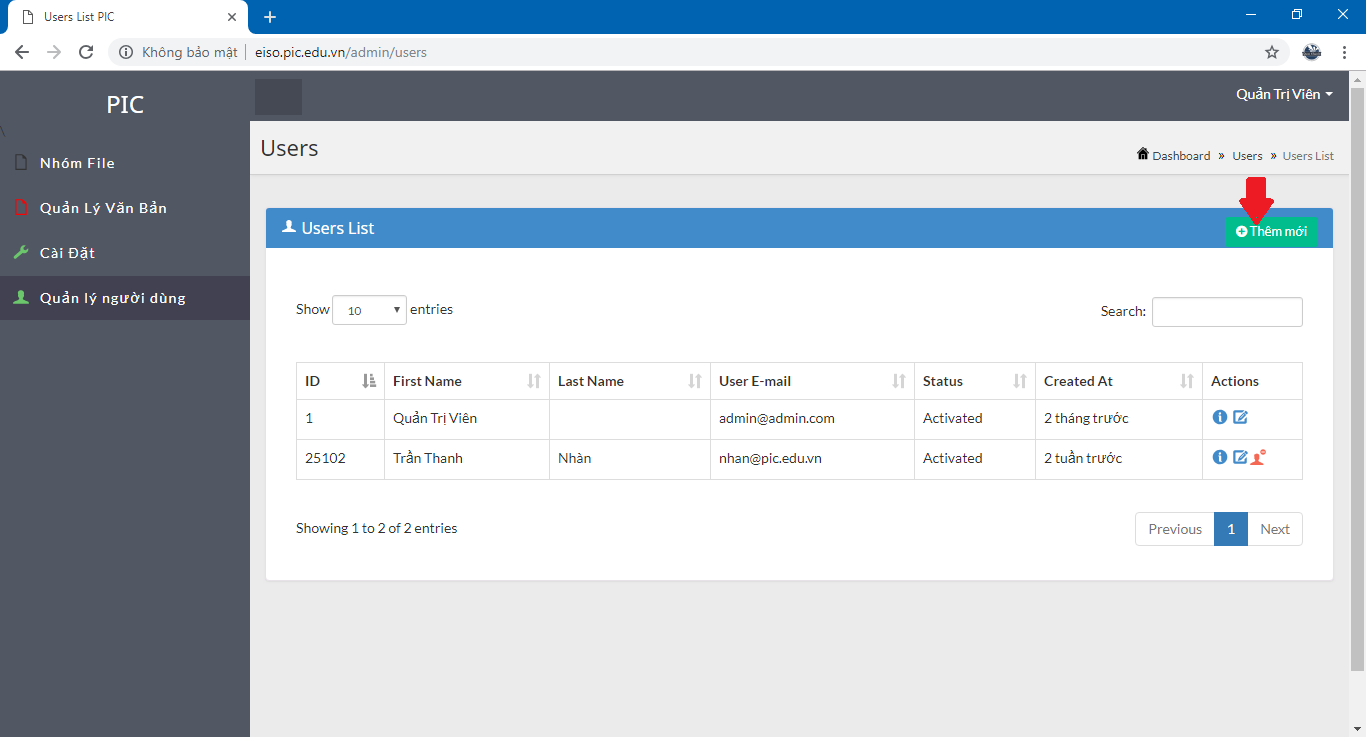 Users List PIC
Không bảo mật | eiso.pic.edu.vn/admin/users
PIC
Quản Trị Viên
\
Nhóm File
Quản Lý Văn Bản
Cài Đặt
Quản lý người dùng
Users
Dashboard » Users » Users List
Users List
Thêm mới
Show 10 entries
Search:
ID First Name Last Name User E-mail Status Created At Actions
1 Quản Trị Viên admin@admin.com Activated 2 tháng trước
25102 Trần Thanh Nhàn nhan@pic.edu.vn Activated 2 tuần trước
Showing 1 to 2 of 2 entries
Previous 1 Next